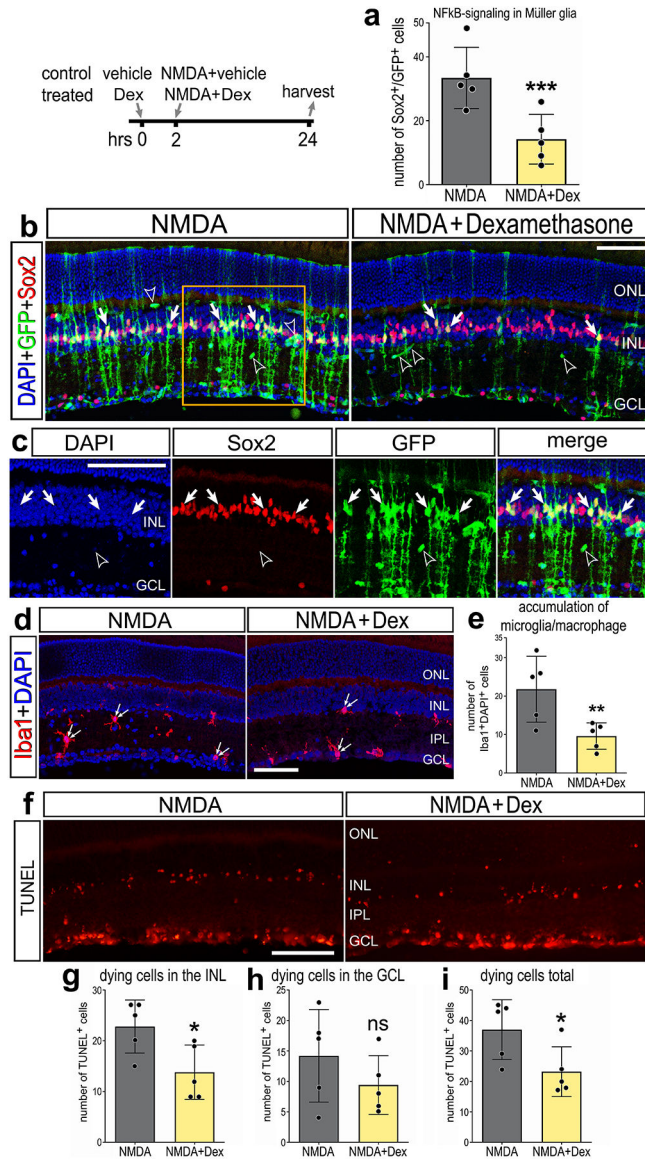 a
NFkB-signaling in Müller glia
number of Sox2+/GFP+ cells
50
40
20
0
***
NMDA
NMDA+Dex
control
treated
vehicle
Dex
NMDA+vehicle
NMDA+Dex
harvest
hrs 0
2
24
b
NMDA
NMDA+Dexamethasone
DAPI+GFP+Sox2
ONL
INL
GCL
c
DAPI
Sox2
GFP
merge
INL
GCL
d
NMDA
NMDA+Dex
Iba1+DAPI
ONL
INL
IPL
GCL
e
accumulation of
microglia/macrophage
number of
Iba1+DAPI+ cells
40
30
20
10
0
**
NMDA
NMDA+Dex
f
NMDA
NMDA+Dex
TUNEL
ONL
INL
IPL
GCL
g
dying cells in the INL
number of TUNEL+ cells
30
20
10
0
*
NMDA
NMDA+Dex
h
dying cells in the GCL
number of TUNEL+ cells
25
20
15
10
5
0
ns
NMDA
NMDA+Dex
i
dying cells total
number of TUNEL+ cells
50
40
30
20
10
0
*
NMDA
NMDA+Dex